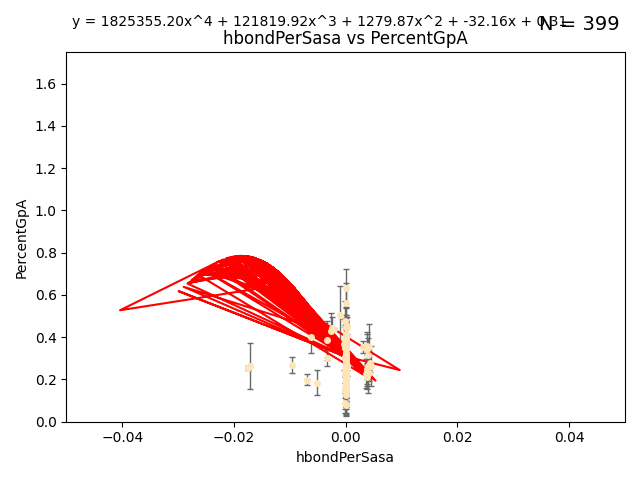 y = 1825355.20x^4 + 121819.92x^3 + 1279.87x^2 + -32.16x + 0.31
N = 399
hbondPerSasa vs PercentGpA
PercentGpA
1.6
1.4
1.2
1.0
0.8
0.6
0.4
0.2
0.0
−0.04 −0.02 0.00 0.02 0.04
hbondPerSasa